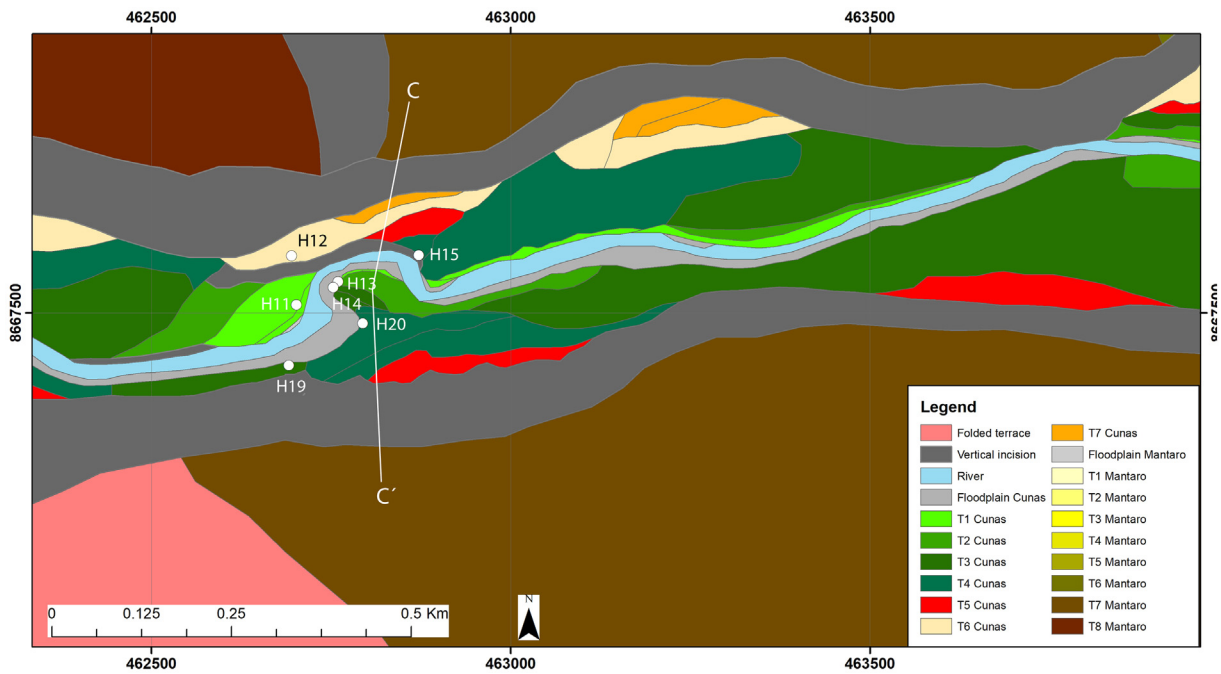 462500 463000 463500
C
H12
H15
H13
H11
H14
H20
H19
C´
8667500
8667500
Legend
Folded terrace
Vertical incision
River
Floodplain Cunas
T1 Cunas
T2 Cunas
T3 Cunas
T4 Cunas
T5 Cunas
T6 Cunas
T7 Cunas
Floodplain Mantaro
T1 Mantaro
T2 Mantaro
T3 Mantaro
T4 Mantaro
T5 Mantaro
T6 Mantaro
T7 Mantaro
T8 Mantaro
0 0.125 0.25 0.5 Km
N
462500 463000 463500